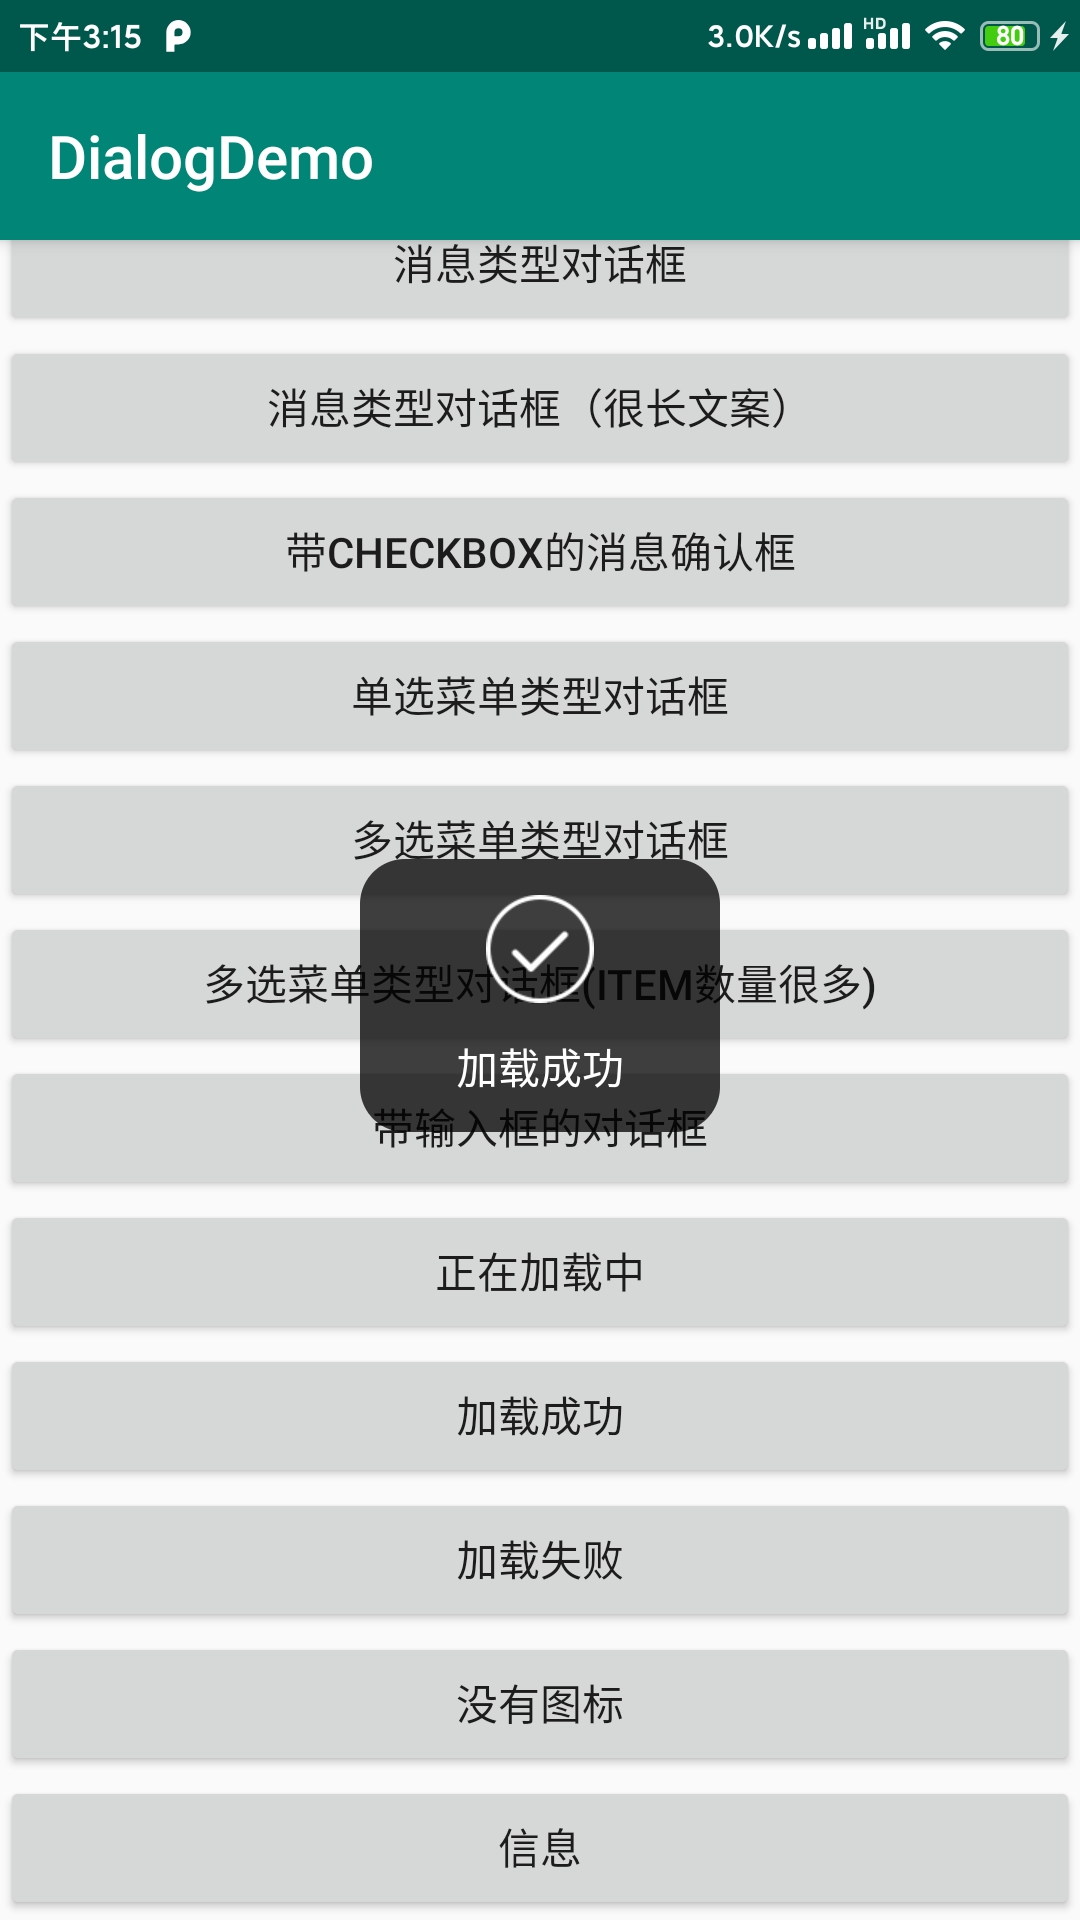 下午3:15 3.0K/s HD 80
DialogDemo
消息类型对话框
消息类型对话框（很长文案）
带CHECKBOX的消息确认框
单选菜单类型对话框
多选菜单类型对话框
多选菜单类型对话框(ITEM数量很多)
加载成功
带输入框的对话框
正在加载中
加载成功
加载失败
没有图标
信息